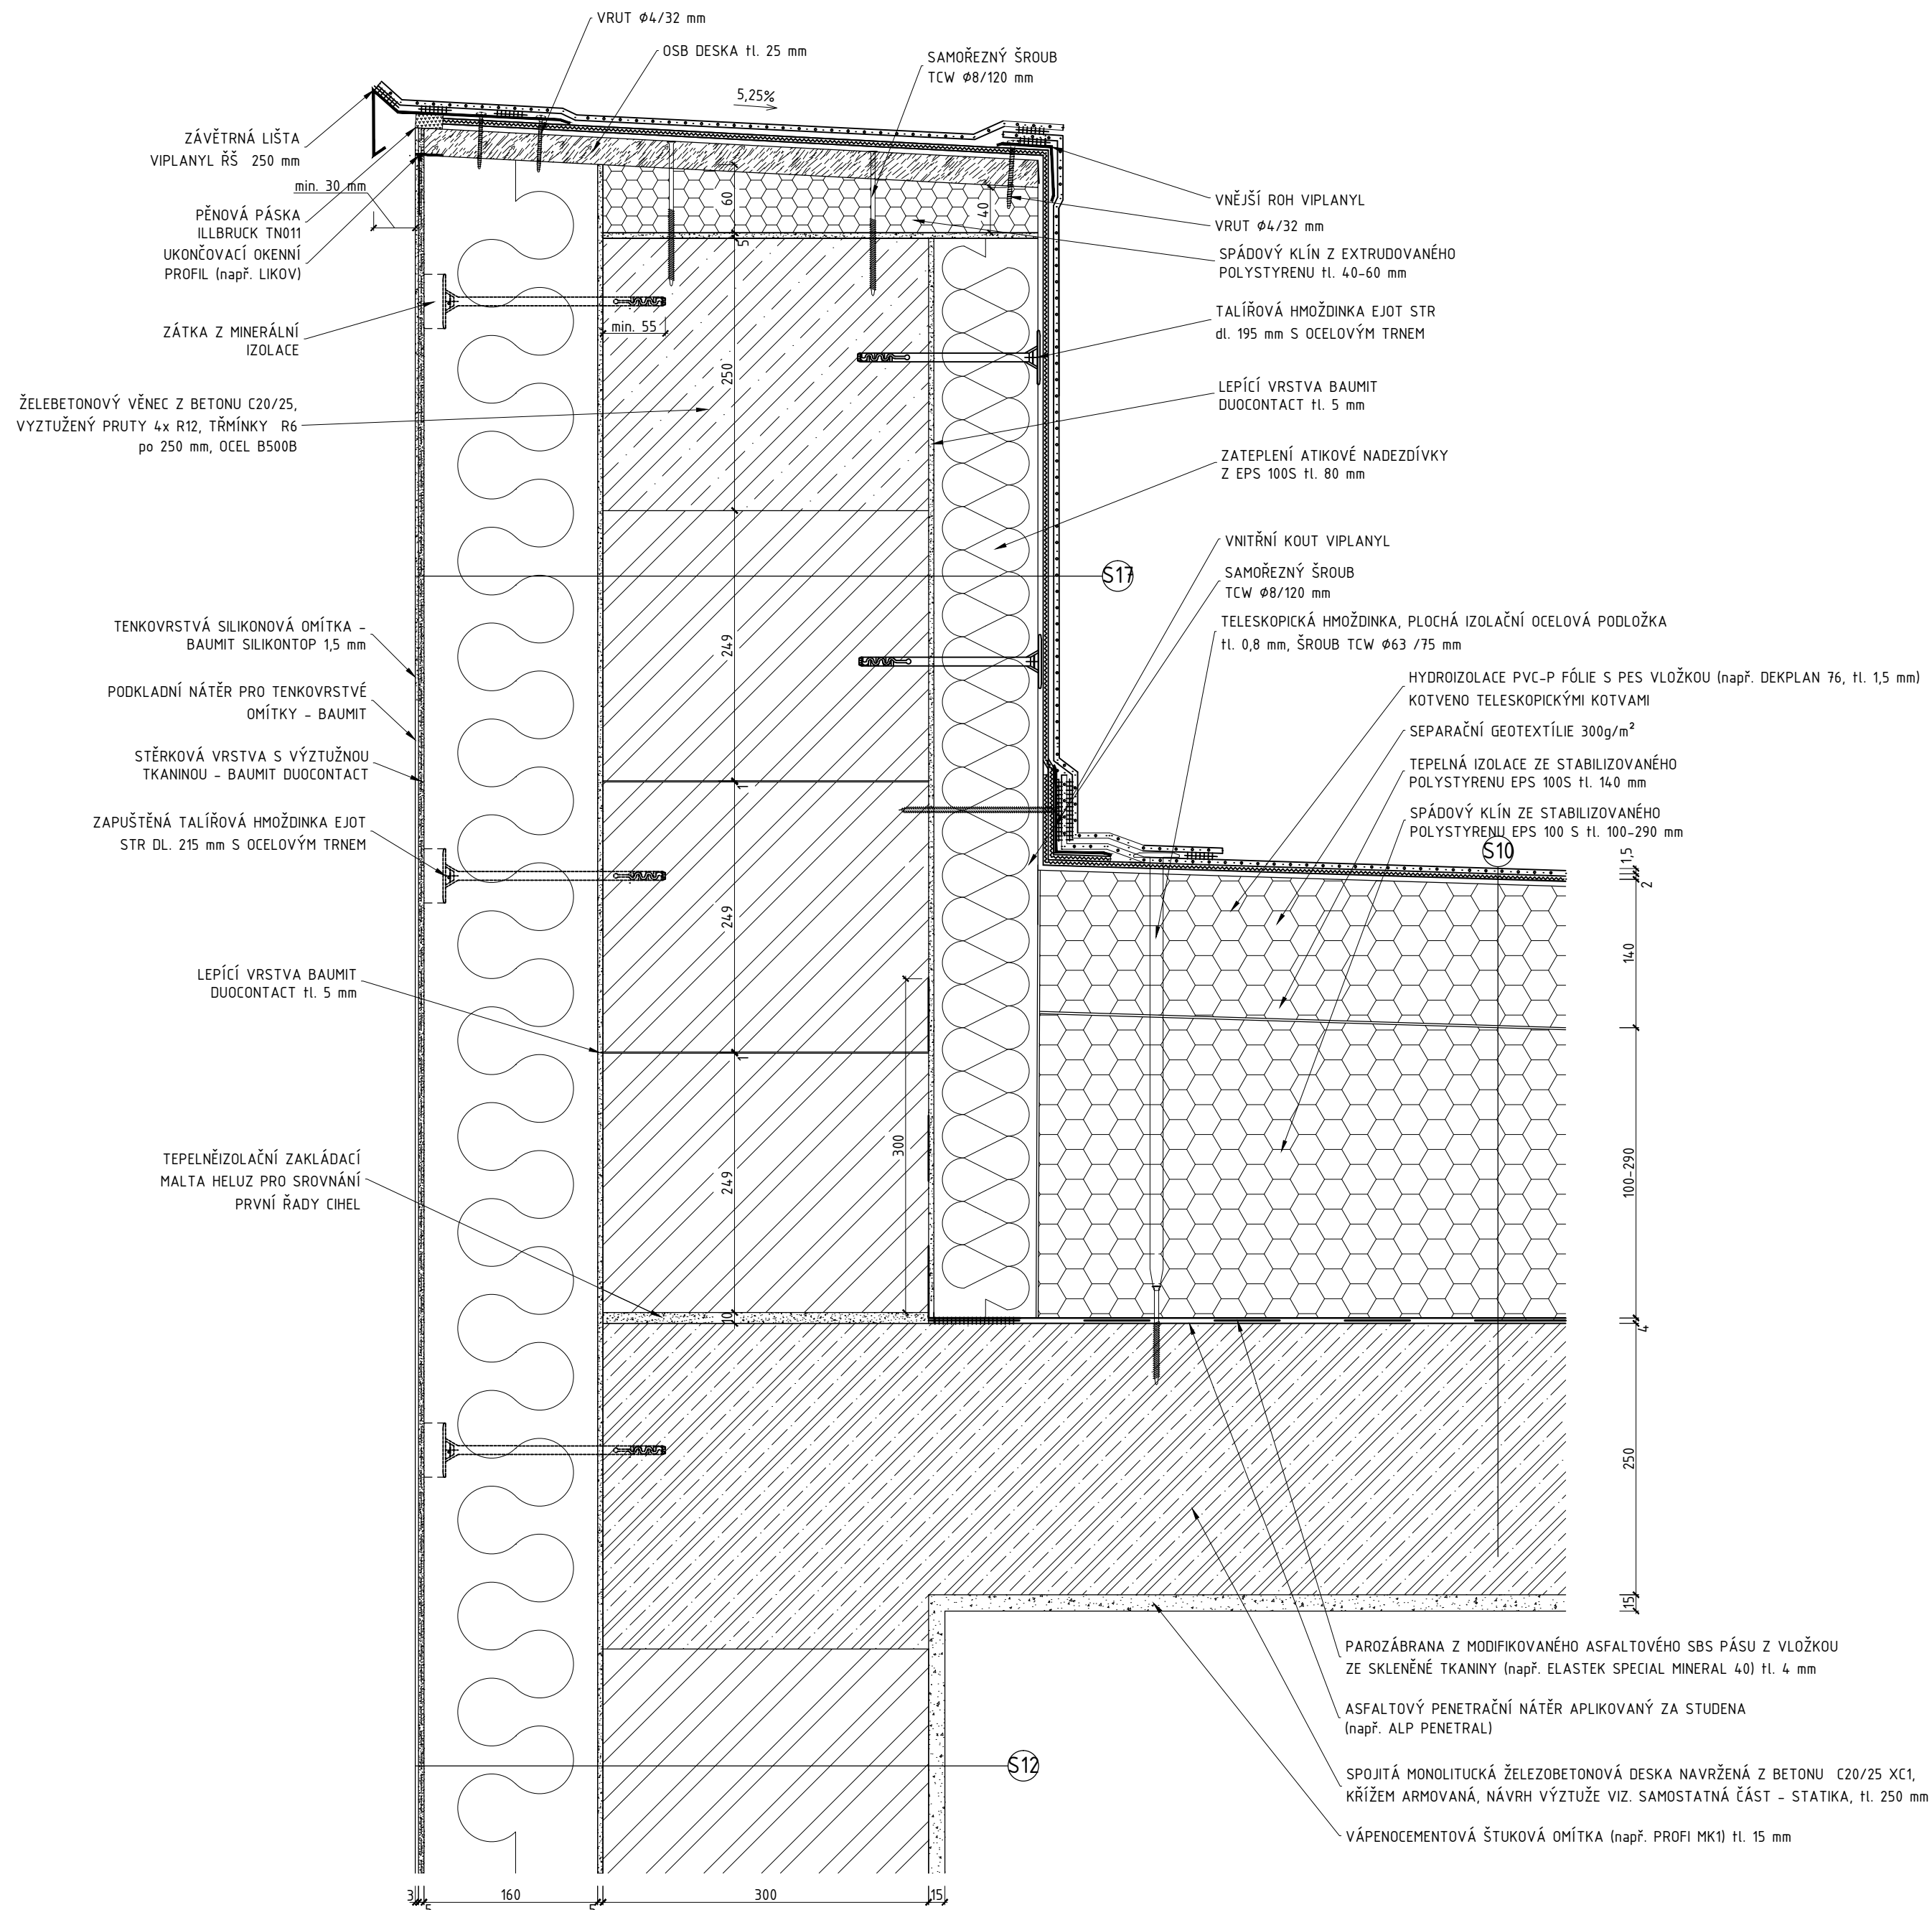 VRUT ϕ4/32 mm
OSB DESKA tl. 25 mm
SAMOŘEZNÝ ŠROUB
TCW ϕ8/120 mm
5,25%
ZÁVĚTRNÁ LIŠTA
VIPLANYL RŠ 250 mm
min. 30 mm
PĚNOVÁ PÁSKA
ILLBRUCK TN011
UKONČOVACÍ OKENNÍ
PROFIL (např. LIKOV)
ZÁTKA Z MINERÁLNÍ
IZOLACE
ŽELEBETONOVÝ VĚNEC Z BETONU C20/25,
VYZTUŽENÝ PRUTY 4x R12, TŘMÍNKY R6
po 250 mm, OCEL B500B
TENKOVRSTVÁ SILIKONOVÁ OMÍTKA –
BAUMIT SILIKONTOP 1,5 mm
PODKLADNÍ NÁTĚR PRO TENKOVRSTVÉ
OMÍTKY – BAUMIT
STĚRKOVÁ VRSTVA S VÝZTUŽNOU
TKANINOU – BAUMIT DUOCONTACT
ZAPUŠTĚNÁ TALÍŘOVÁ HMOŽDINKA EJOT
STR DL. 215 mm S OCELOVÝM TRNEM
LEPÍCÍ VRSTVA BAUMIT
DUOCONTACT tl. 5 mm
TEPELNĚIZOLAČNÍ ZAKLÁDACÍ
MALTA HELUZ PRO SROVNÁNÍ
PRVNÍ ŘADY CIHEL
60
5
40
min. 55
250
249
1
249
1
249
300
10
VNĚJŠÍ ROH VIPLANYL
VRUT ϕ4/32 mm
SPÁDOVÝ KLÍN Z EXTRUDOVANÉHO
POLYSTYRENU tl. 40–60 mm
TALÍŘOVÁ HMOŽDINKA EJOT STR
dl. 195 mm S OCELOVÝM TRNEM
LEPÍCÍ VRSTVA BAUMIT
DUOCONTACT tl. 5 mm
ZATEPLENÍ ATIKOVÉ NADEZDÍVKY
Z EPS 100S tl. 80 mm
VNITŘNÍ KOUT VIPLANYL
S17
SAMOŘEZNÝ ŠROUB
TCW ϕ8/120 mm
TELESKOPICKÁ HMOŽDINKA, PLOCHÁ IZOLAČNÍ OCELOVÁ PODLOŽKA
tl. 0,8 mm, ŠROUB TCW ϕ63 /75 mm
HYDROIZOLACE PVC-P FÓLIE S PES VLOŽKOU (např. DEKPLAN 76, tl. 1,5 mm)
KOTVENO TELESKOPICKÝMI KOTVAMI
SEPARAČNÍ GEOTEXTÍLIE 300g/m²
TEPELNÁ IZOLACE ZE STABILIZOVANÉHO
POLYSTYRENU EPS 100S tl. 140 mm
SPÁDOVÝ KLÍN ZE STABILIZOVANÉHO
POLYSTYRENU EPS 100 S tl. 100–290 mm
S10
1,5
2
140
100-290
4
250
15
PAROZÁBRANA Z MODIFIKOVANÉHO ASFALTOVÉHO SBS PÁSU Z VLOŽKOU
ZE SKLENĚNÉ TKANINY (např. ELASTEK SPECIAL MINERAL 40) tl. 4 mm
ASFALTOVÝ PENETRAČNÍ NÁTĚR APLIKOVANÝ ZA STUDENA
(např. ALP PENETRAL)
S12
SPOJITÁ MONOLITUCKÁ ŽELEZOBETONOVÁ DESKA NAVRŽENÁ Z BETONU C20/25 XC1,
KŘÍŽEM ARMOVANÁ, NÁVRH VÝZTUŽE VIZ. SAMOSTATNÁ ČÁST – STATIKA, tl. 250 mm
VÁPENOCEMENTOVÁ ŠTUKOVÁ OMÍTKA (např. PROFI MK1) tl. 15 mm
3
5
160
5
300
15